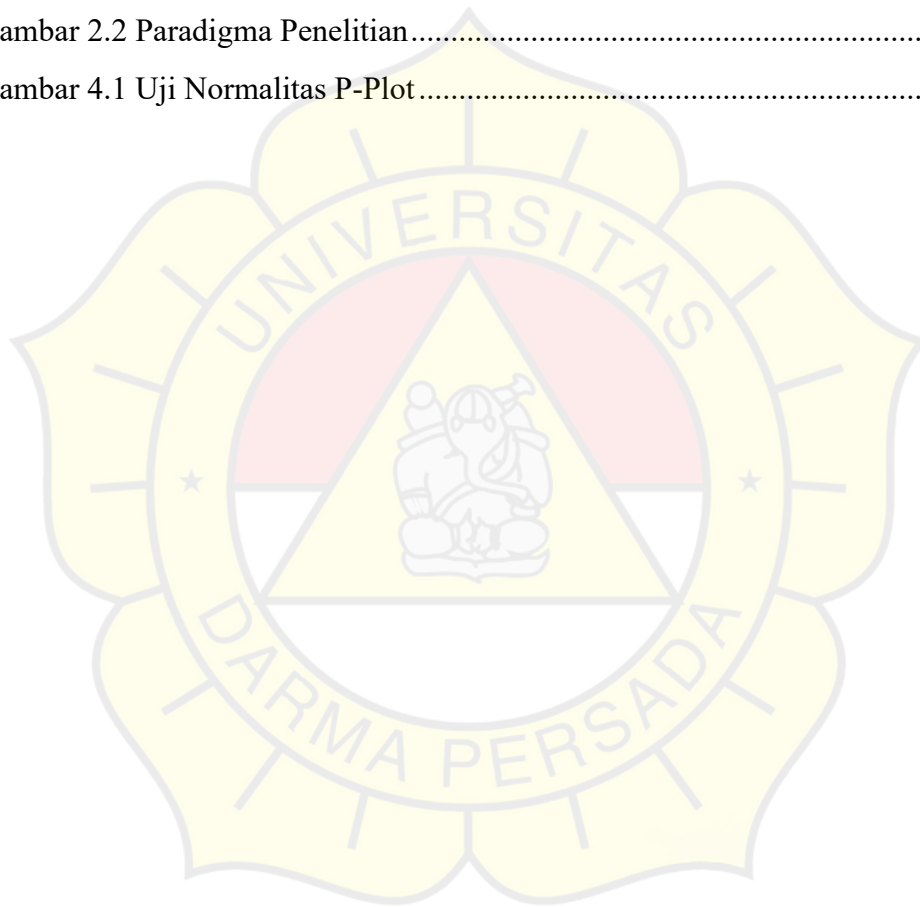 ambar 2.2 Paradigma Penelitian........................................................................
ambar 4.1 Uji Normalitas P-Plot.......................................................................
UNIVERSITAS
DARMA PERSADA